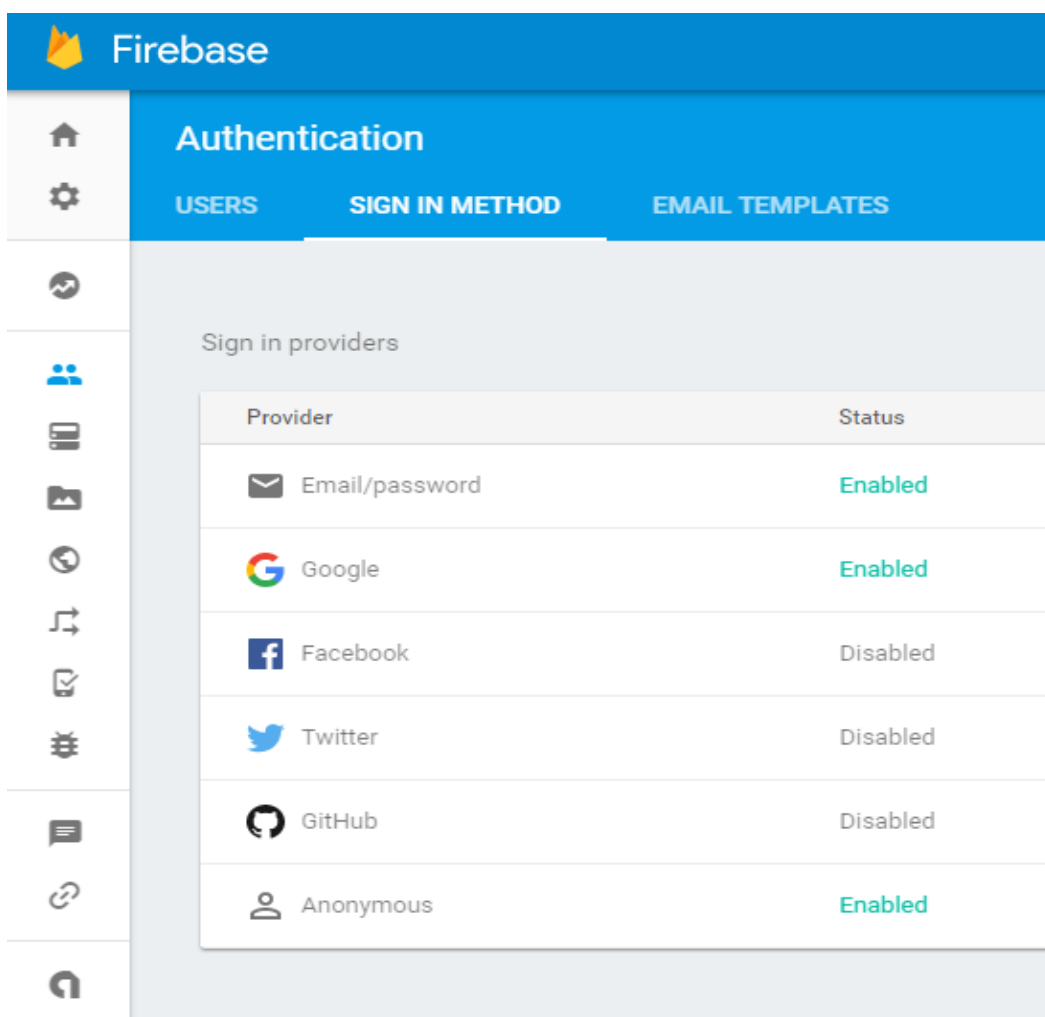 Firebase
Authentication
USERS SIGN IN METHOD EMAIL TEMPLATES
Sign in providers
Provider Status
Email/password Enabled
Google Enabled
Facebook Disabled
Twitter Disabled
GitHub Disabled
Anonymous Enabled